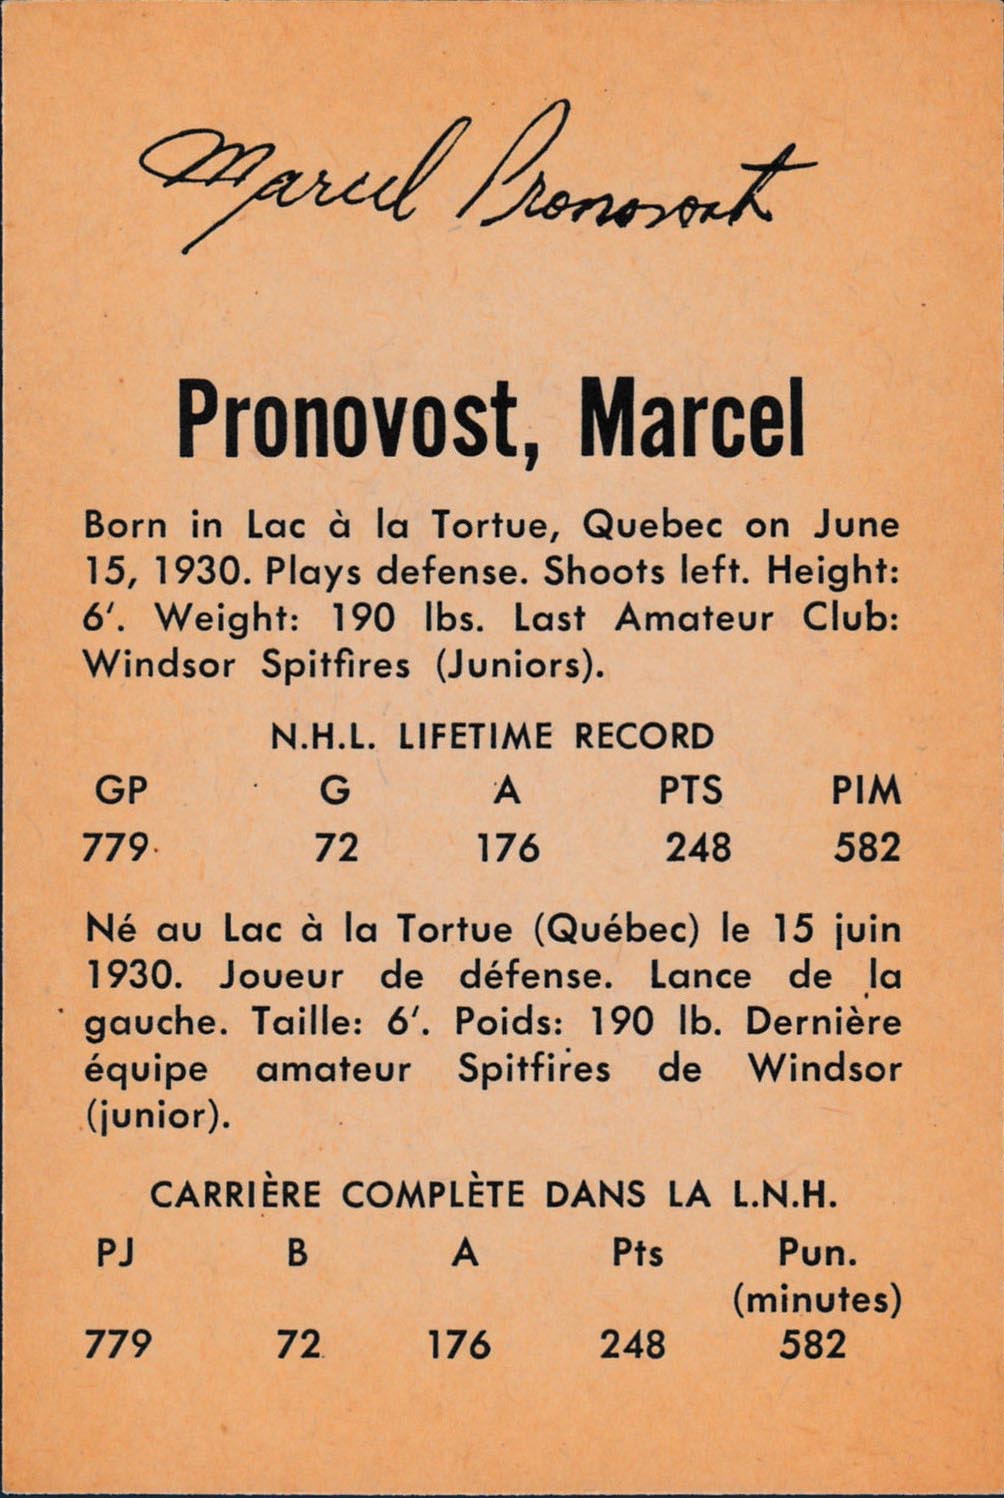 Marcel Pronovost
Pronovost, Marcel
Born in Lac à la Tortue, Quebec on June
15, 1930. Plays defense. Shoots left. Height:
6'. Weight: 190 lbs. Last Amateur Club:
Windsor Spitfires (Juniors).
N.H.L. LIFETIME RECORD
GP G A PTS PIM
779 72 176 248 582
Né au Lac à la Tortue (Québec) le 15 juin
1930. Joueur de défense. Lance de la
gauche. Taille: 6'. Poids: 190 lb. Dernière
équipe amateur Spitfires de Windsor
(junior).
CARRIÈRE COMPLÈTE DANS LA L.N.H.
PJ B A Pts Pun.
(minutes)
779 72 176 248 582